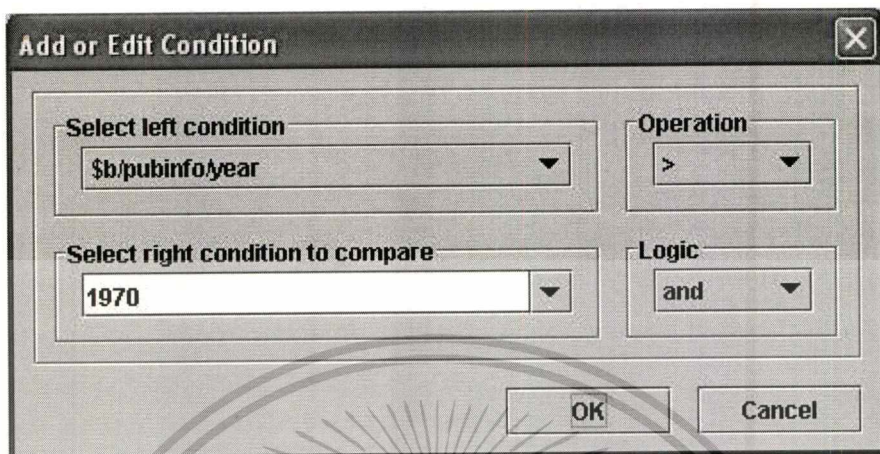 Add or Edit Condition
Select left condition
Operation
$b/pubinfo/year
>
Select right condition to compare
Logic
1970
and
OK
Cancel